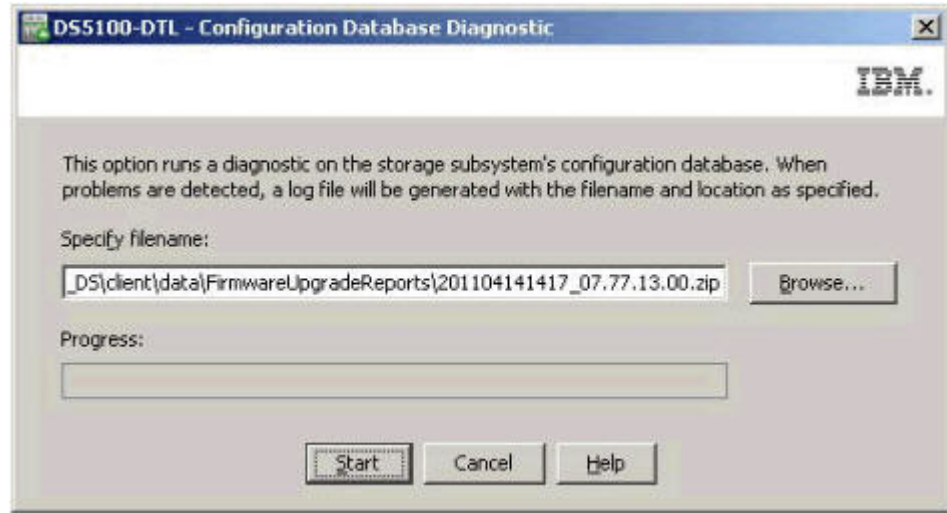 DS5100-DTL - Configuration Database Diagnostic
IBM.
This option runs a diagnostic on the storage subsystem's configuration database. When
problems are detected, a log file will be generated with the filename and location as specified.
Specify filename:
_DS\client\data\FirmwareUpgradeReports\201104141417_07.77.13.00.zip
Browse...
Progress:
Start Cancel Help